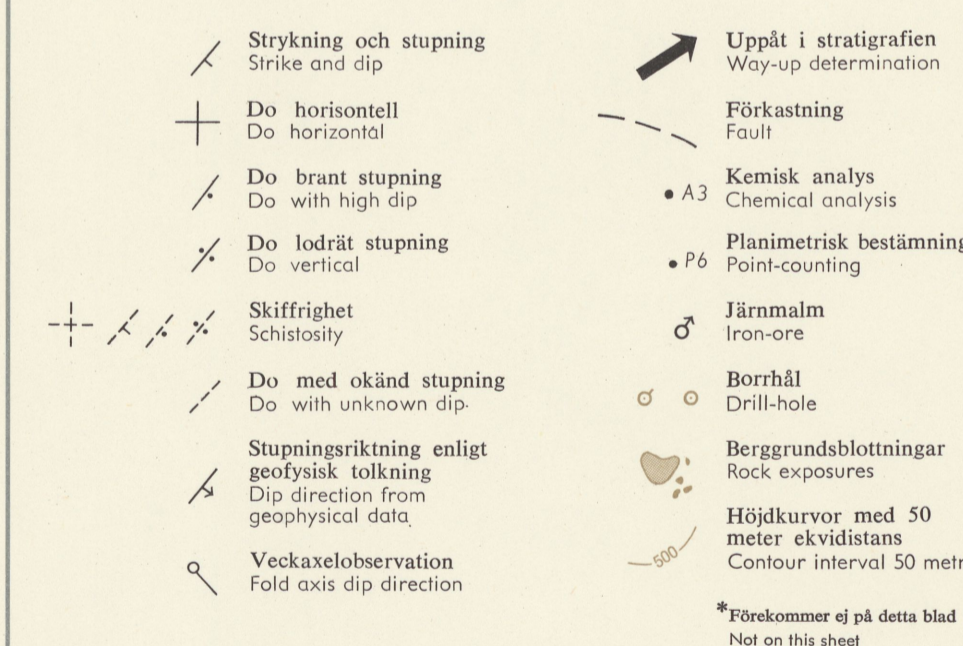 Strykning och stupning
Strike and dip
Do horisontell
Do horizontal
Do brant stupning
Do with high dip
Do lodrät stupning
Do vertical
Skiffrighet
Schistosity
Do med okänd stupning
Do with unknown dip
Stupningsriktning enligt
geofysisk tolkning
Dip direction from
geophysical data
Veckaxelobservation
Fold axis dip direction
Uppåt i stratigrafien
Way-up determination
Förkastning
Fault
A3
Kemisk analys
Chemical analysis
P6
Planimetrisk bestämning
Point-counting
Järnmalm
Iron-ore
Borrhål
Drill-hole
Berggrundsblottningar
Rock exposures
500
Höjdkurvor med 50
meter ekvidistans
Contour interval 50 metr
*Förekommer ej på detta blad
Not on this sheet